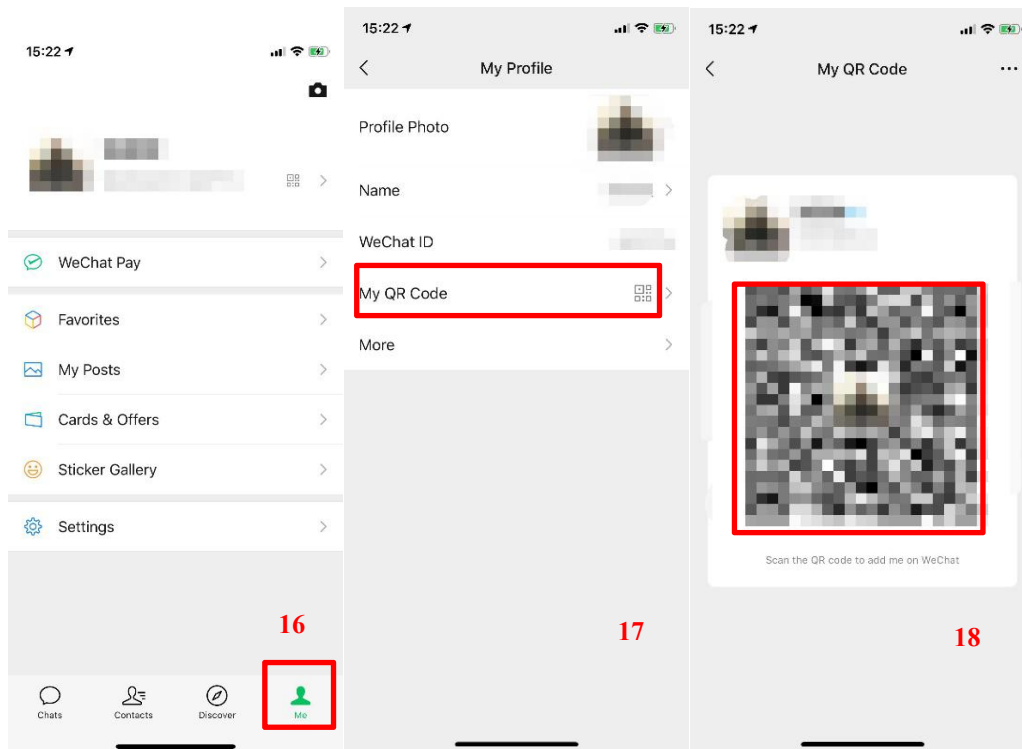 15:22
WeChat Pay
Favorites
My Posts
Cards & Offers
Sticker Gallery
Settings
16
Chats
Contacts
Discover
Me
15:22
My Profile
Profile Photo
Name
WeChat ID
My QR Code
More
17
15:22
My QR Code
Scan the QR code to add me on WeChat
18